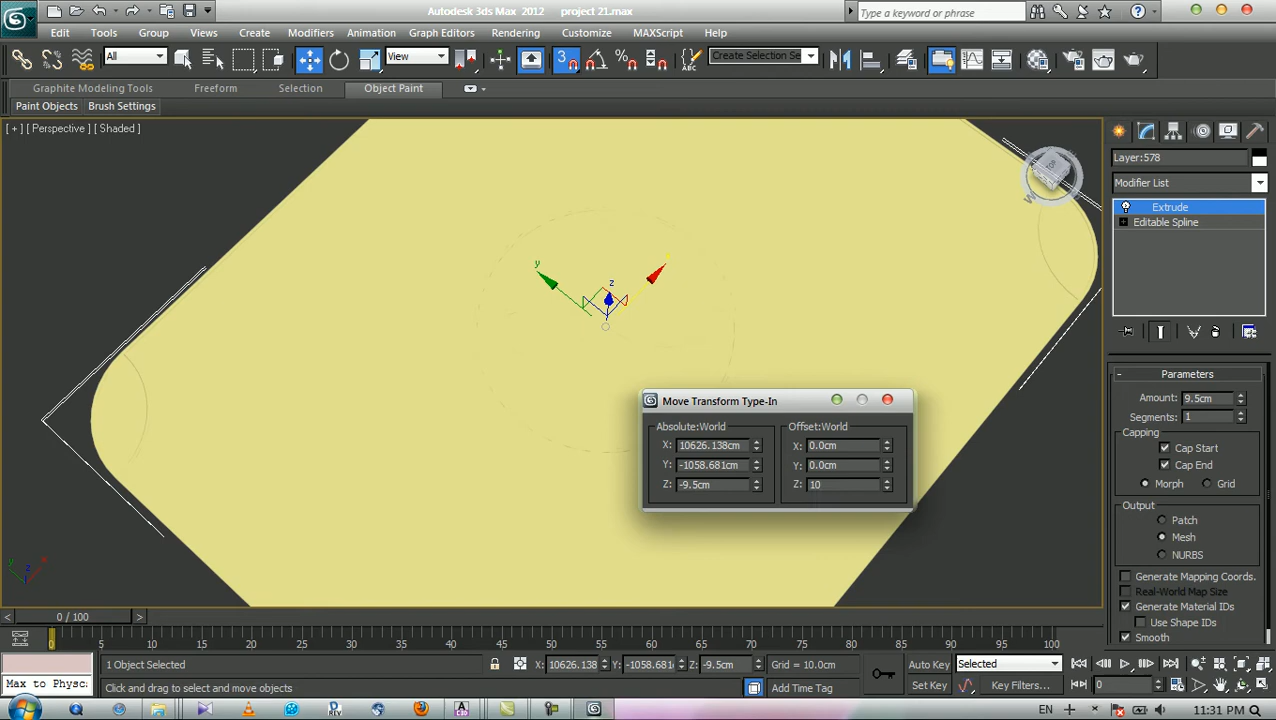 Autodesk 3ds Max 2012    project 21.max
Type a keyword or phrase
Edit Tools Group Views Create Modifiers Animation Graph Editors Rendering Customize MAXScript Help
All
View
3
Create Selection Se
Graphite Modeling Tools Freeform Selection Object Paint
Paint Objects Brush Settings
[ + ] [ Perspective ] [ Shaded ]
TOP
W
y
z
Layer:578
Modifier List
Extrude
Editable Spline
Move Transform Type-In
Absolute:World Offset:World
X: 10626.138cm X: 0.0cm
Y: -1058.681cm Y: 0.0cm
Z: -9.5cm Z: 10
Parameters
Amount: 9.5cm
Segments: 1
Capping
Cap Start
Cap End
Morph Grid
Output
Patch
Mesh
NURBS
Generate Mapping Coords.
Real-World Map Size
Generate Material IDs
Use Shape IDs
Smooth
y z x
< 0 / 100 >
0 5 10 15 20 25 30 35 40 45 50 55 60 65 70 75 80 85 90 95 100
1 Object Selected X: 10626.138 Y: -1058.681 Z: -9.5cm Grid = 10.0cm Auto Key Selected
Max to Physc: Click and drag to select and move objects Add Time Tag Set Key Key Filters... 0
EN 11:31 PM